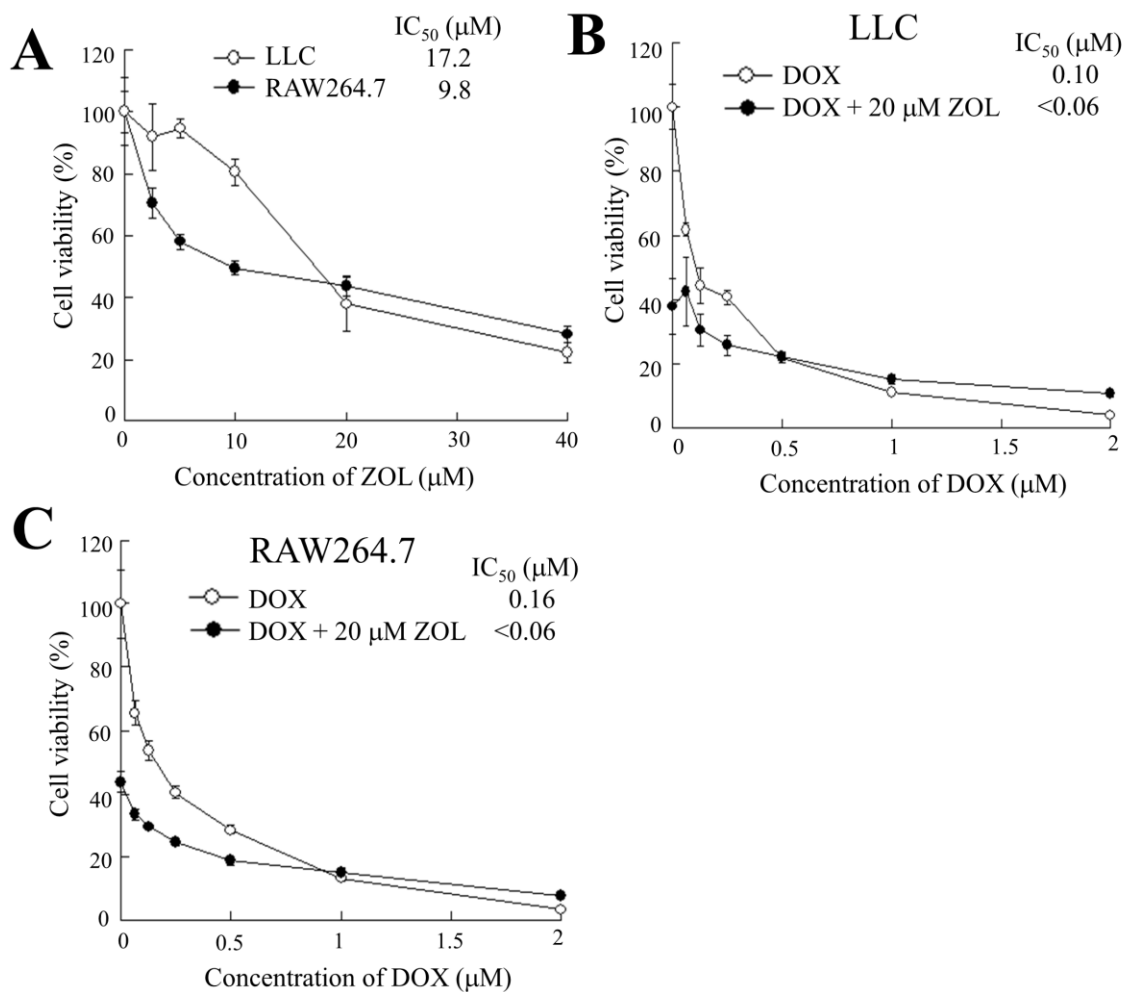 A
IC50 (μM)
LLC 17.2
RAW264.7 9.8
120
100
80
60
40
20
0
Cell viability (%)
0 10 20 30 40
Concentration of ZOL (μM)
B
LLC
IC50 (μM)
DOX 0.10
DOX + 20 μM ZOL <0.06
120
100
80
60
40
20
0
Cell viability (%)
0 0.5 1 1.5 2
Concentration of DOX (μM)
C
RAW264.7
IC50 (μM)
DOX 0.16
DOX + 20 μM ZOL <0.06
120
100
80
60
40
20
0
Cell viability (%)
0 0.5 1 1.5 2
Concentration of DOX (μM)